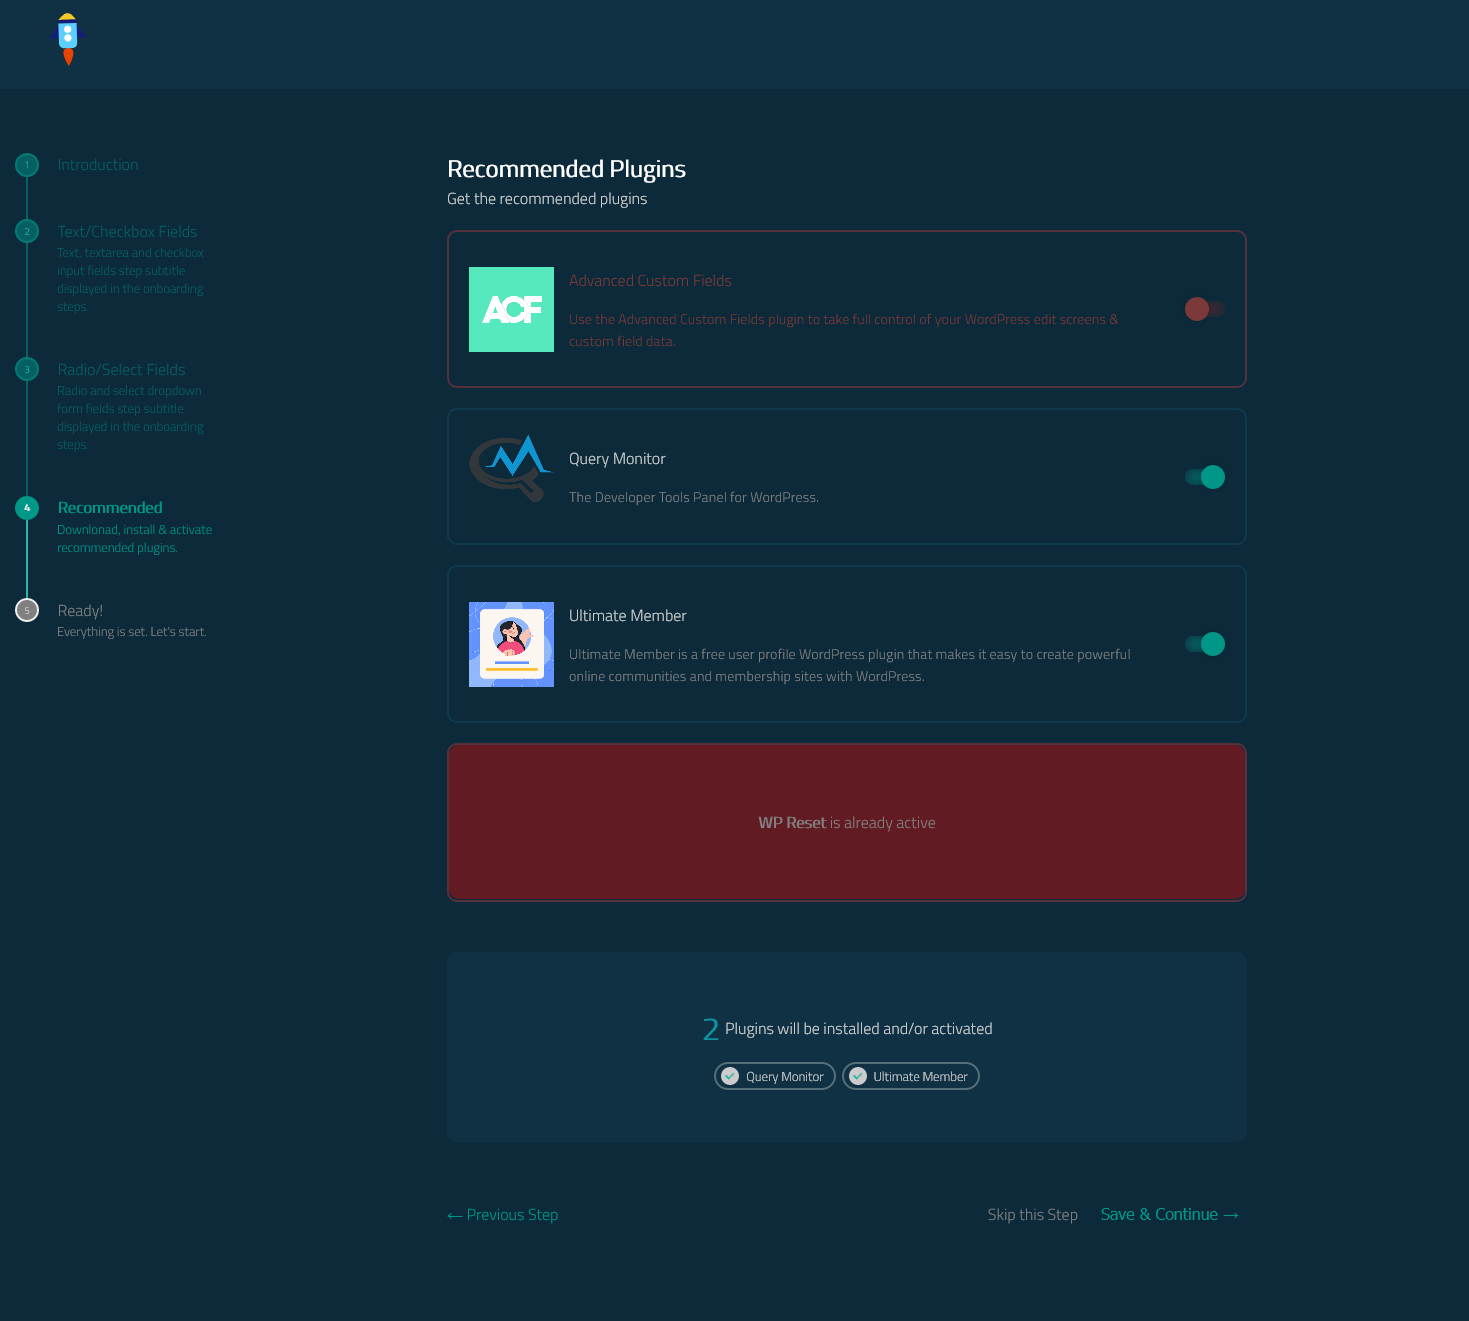 1
Introduction
2
Text/Checkbox Fields
Text, textarea and checkbox
input fields step subtitle
displayed in the onboarding
steps.
3
Radio/Select Fields
Radio and select dropdown
form fields step subtitle
displayed in the onboarding
steps.
4
Recommended
Downlonad, install & activate
recommended plugins.
5
Ready!
Everything is set. Let's start.
Recommended Plugins
Get the recommended plugins
ACF
Advanced Custom Fields
Use the Advanced Custom Fields plugin to take full control of your WordPress edit screens &
custom field data.
Query Monitor
The Developer Tools Panel for WordPress.
Ultimate Member
Ultimate Member is a free user profile WordPress plugin that makes it easy to create powerful
online communities and membership sites with WordPress.
WP Reset is already active
2 Plugins will be installed and/or activated
Query Monitor
Ultimate Member
← Previous Step
Skip this Step
Save & Continue →